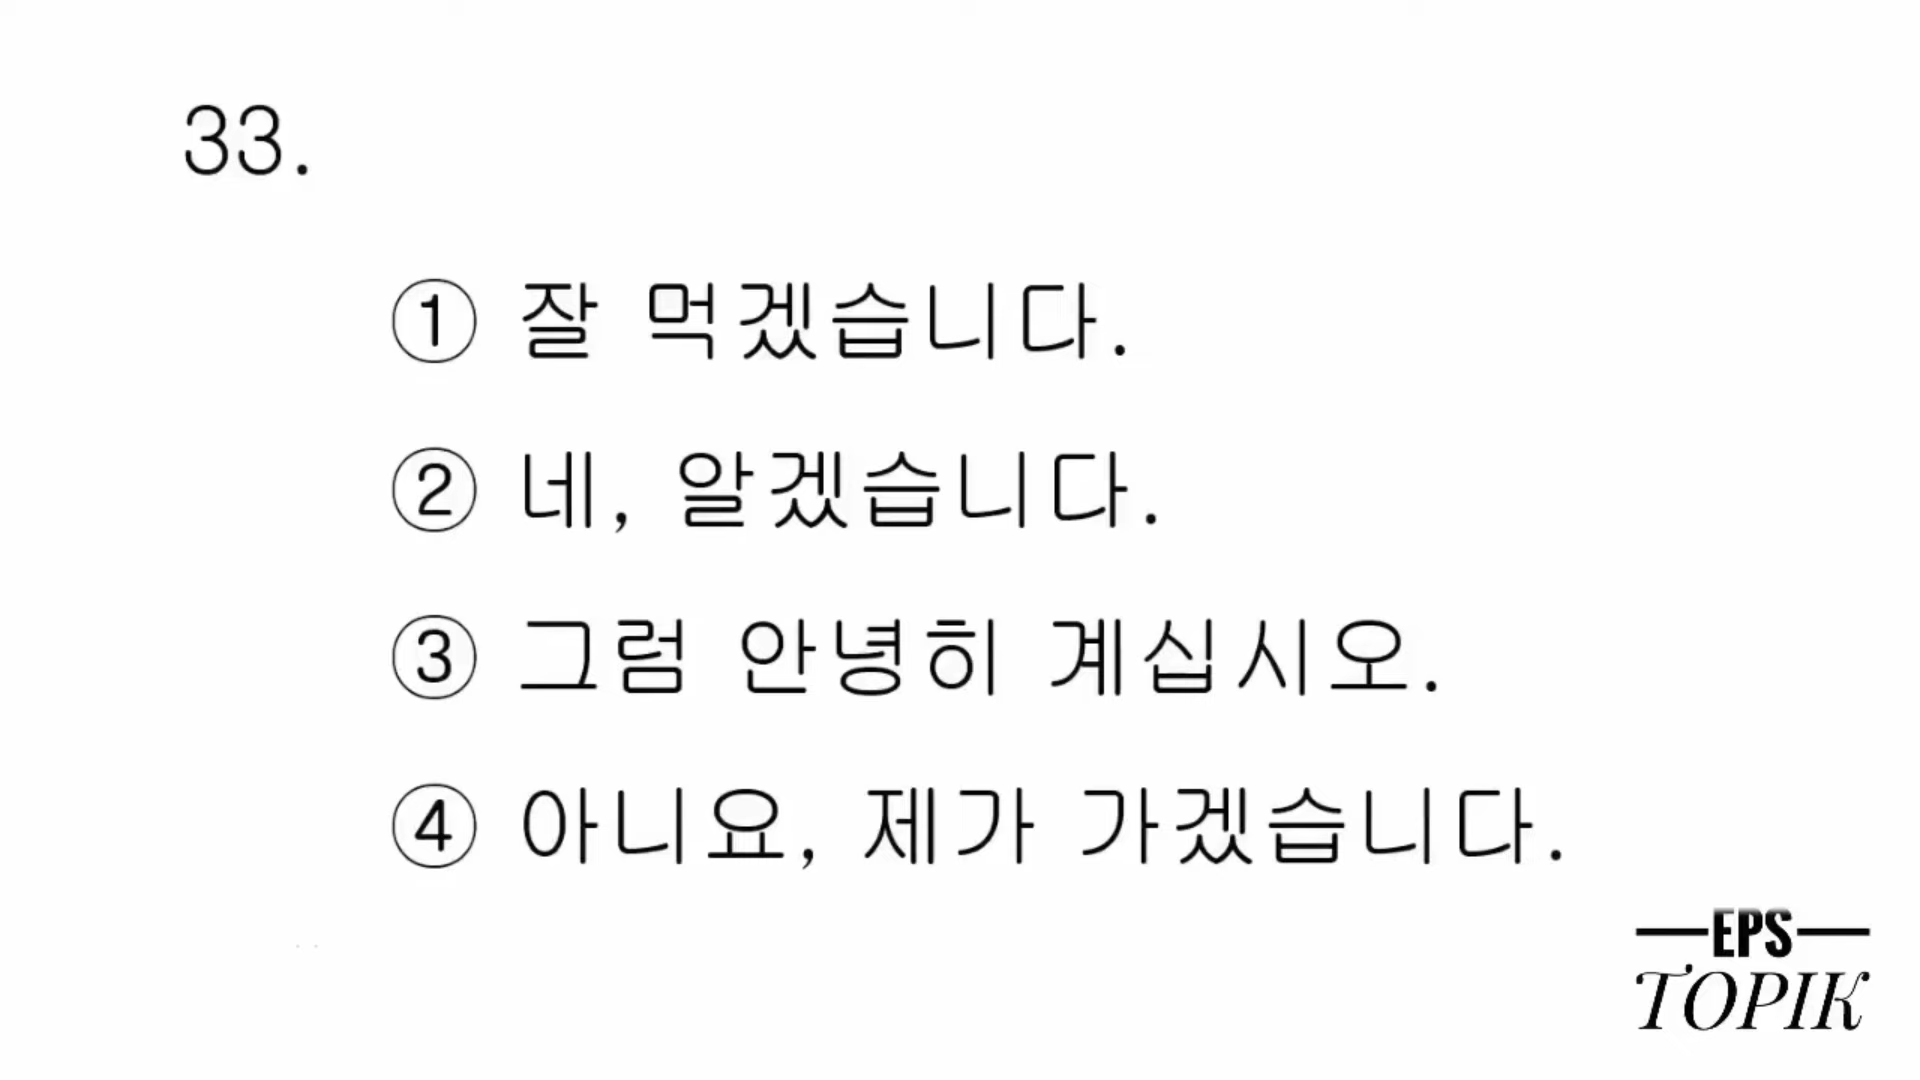 33.
① 잘 먹겠습니다.
② 네, 알겠습니다.
③ 그럼 안녕히 계십시오.
④ 아니요, 제가 가겠습니다.
EPS
TOPIK